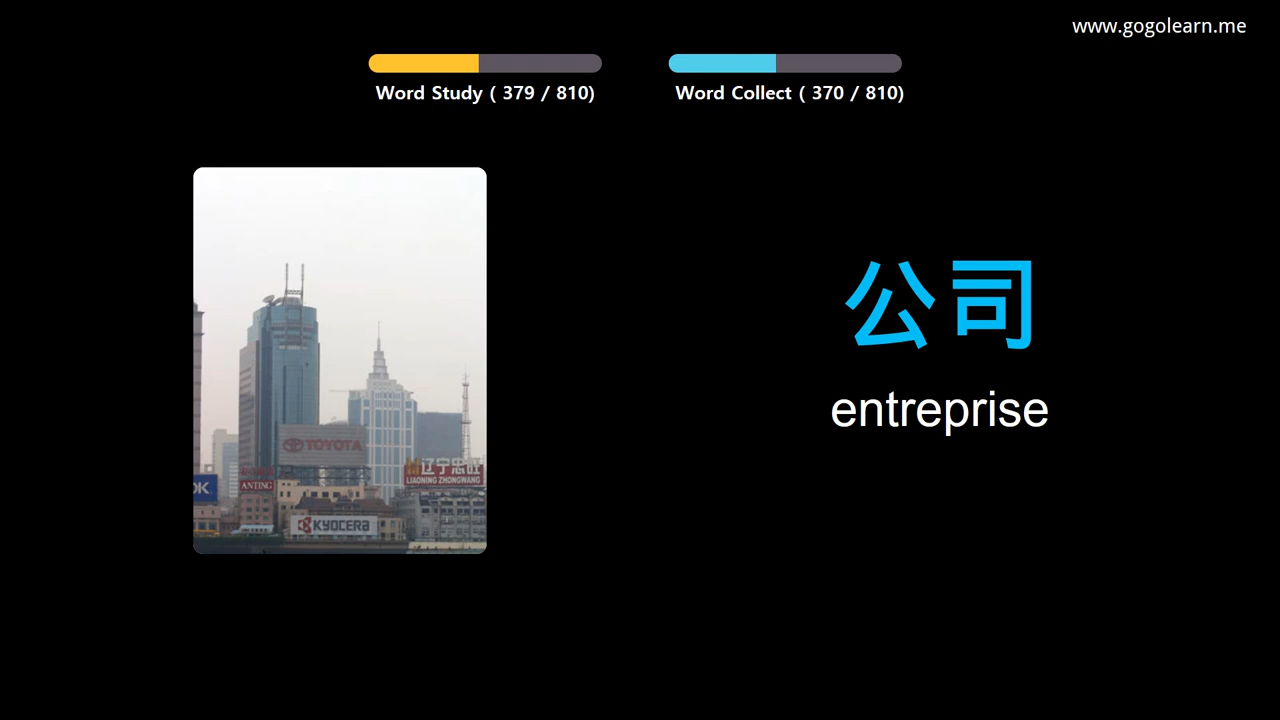 www.gogolearn.me
Word Study ( 379 / 810)
Word Collect ( 370 / 810)
公司
entreprise
TOYOTA
辽宁忠旺
LIAONING ZHONGWANG
OK
ANTING
KYOCERA